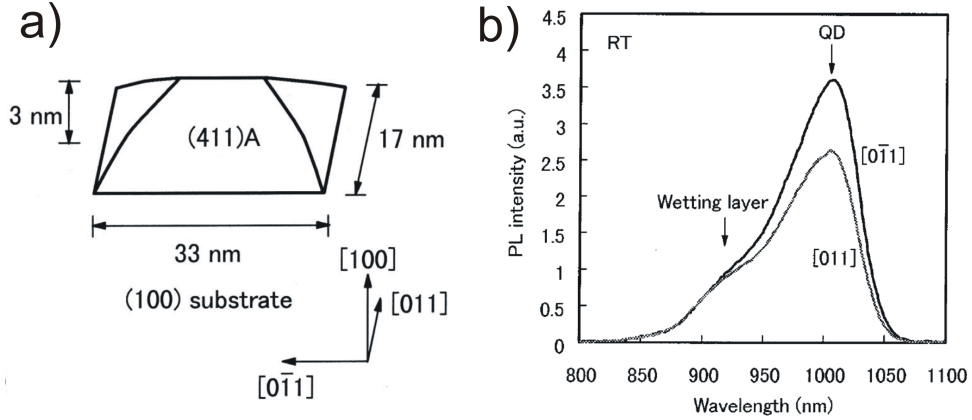 a)
3 nm
(411)A
17 nm
33 nm
[100]
(100) substrate
[011]
[01̄1]
b)
4.5
4
3.5
3
2.5
2
1.5
1
0.5
0
PL intensity (a.u.)
RT
QD
[01̄1]
Wetting layer
[011]
800 850 900 950 1000 1050 1100
Wavelength (nm)